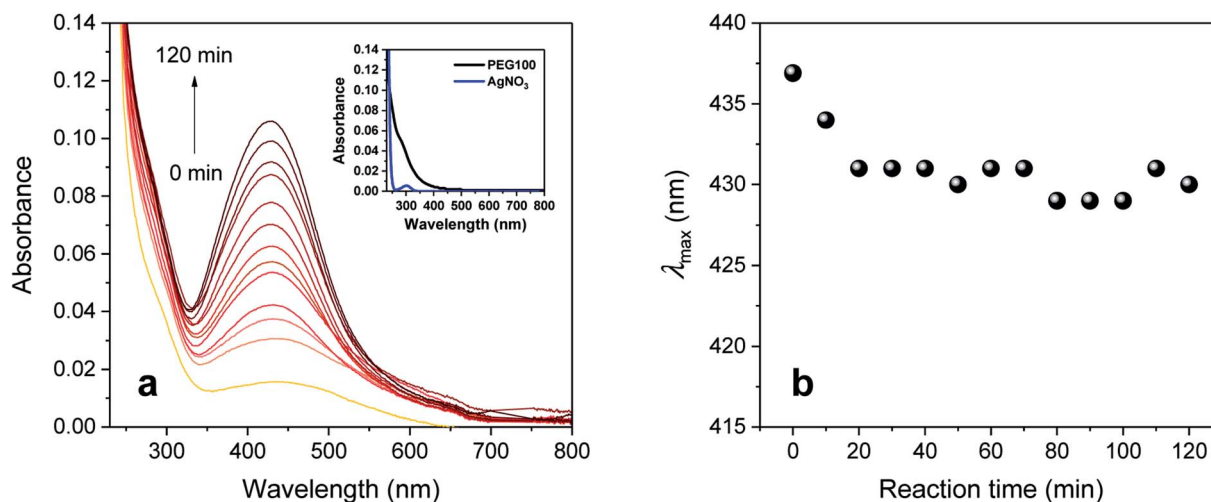 0.14
0.12
0.10
0.08
0.06
0.04
0.02
0.00
Absorbance
300 400 500 600 700 800
Wavelength (nm)
120 min
0 min
a
0.14
0.12
0.10
0.08
0.06
0.04
0.02
0.00
Absorbance
300 400 500 600 700 800
Wavelength (nm)
PEG100
AgNO₃
440
435
430
425
420
415
λmax (nm)
0 20 40 60 80 100 120
Reaction time (min)
b